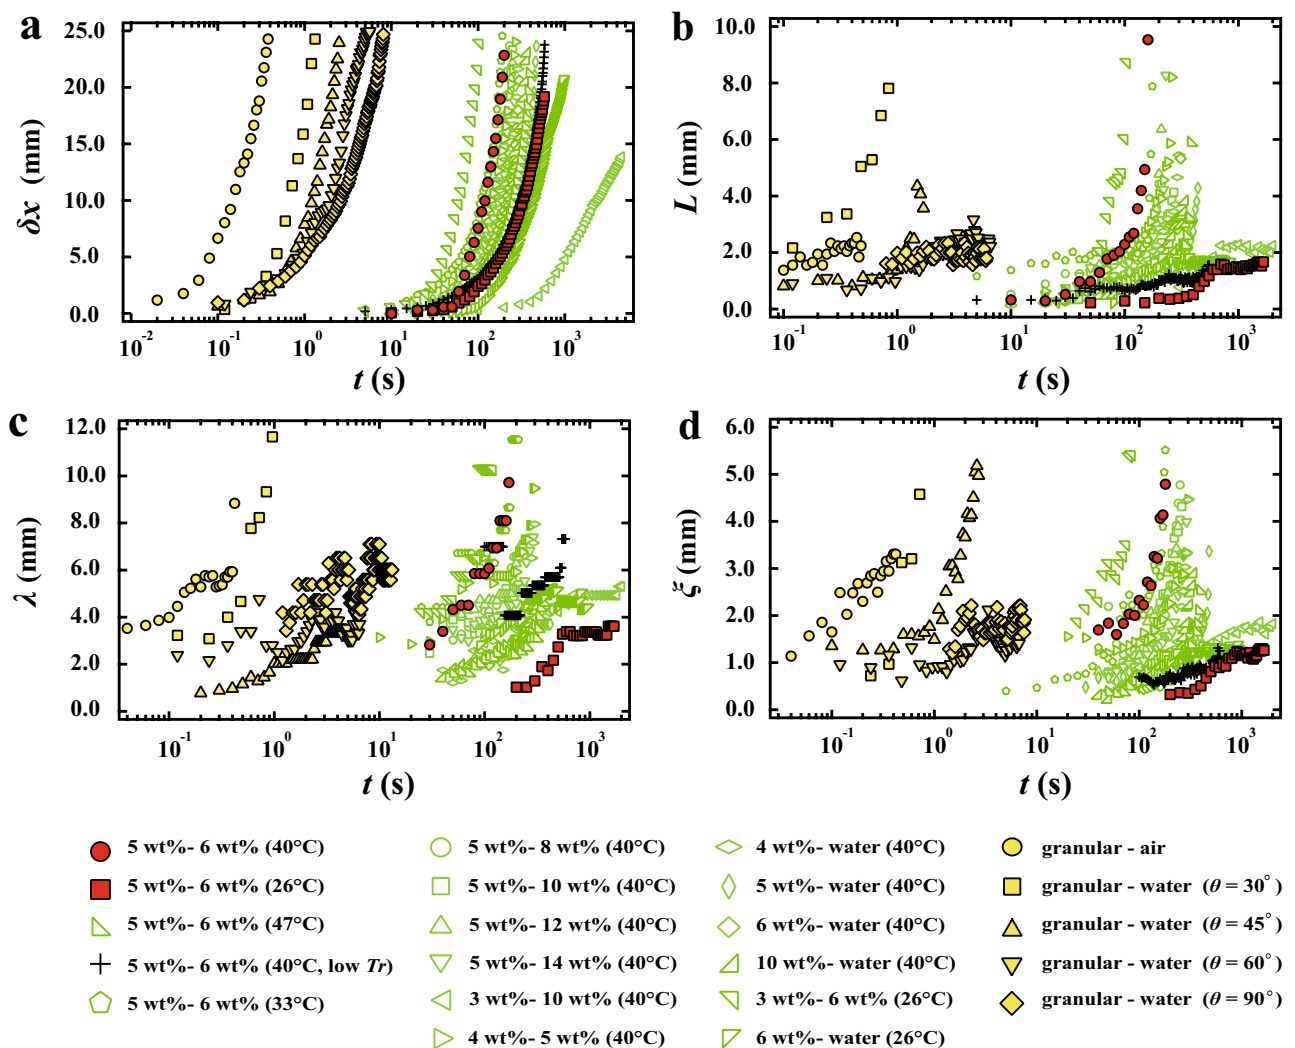 a
25.0
20.0
15.0
10.0
5.0
0.0
δx (mm)
10-2 10-1 100 101 102 103
t (s)
b
10.0
8.0
6.0
4.0
2.0
0.0
L (mm)
10-1 100 101 102 103
t (s)
c
12.0
10.0
8.0
6.0
4.0
2.0
0.0
λ (mm)
10-1 100 101 102 103
t (s)
d
6.0
5.0
4.0
3.0
2.0
1.0
0.0
ξ (mm)
10-1 100 101 102 103
t (s)
5 wt%- 6 wt% (40°C)
5 wt%- 6 wt% (26°C)
5 wt%- 6 wt% (47°C)
5 wt%- 6 wt% (40°C, low Tr)
5 wt%- 6 wt% (33°C)
5 wt%- 8 wt% (40°C)
5 wt%- 10 wt% (40°C)
5 wt%- 12 wt% (40°C)
5 wt%- 14 wt% (40°C)
3 wt%- 10 wt% (40°C)
4 wt%- 5 wt% (40°C)
4 wt%- water (40°C)
5 wt%- water (40°C)
6 wt%- water (40°C)
10 wt%- water (40°C)
3 wt%- 6 wt% (26°C)
6 wt%- water (26°C)
granular - air
granular - water (θ = 30°)
granular - water (θ = 45°)
granular - water (θ = 60°)
granular - water (θ = 90°)